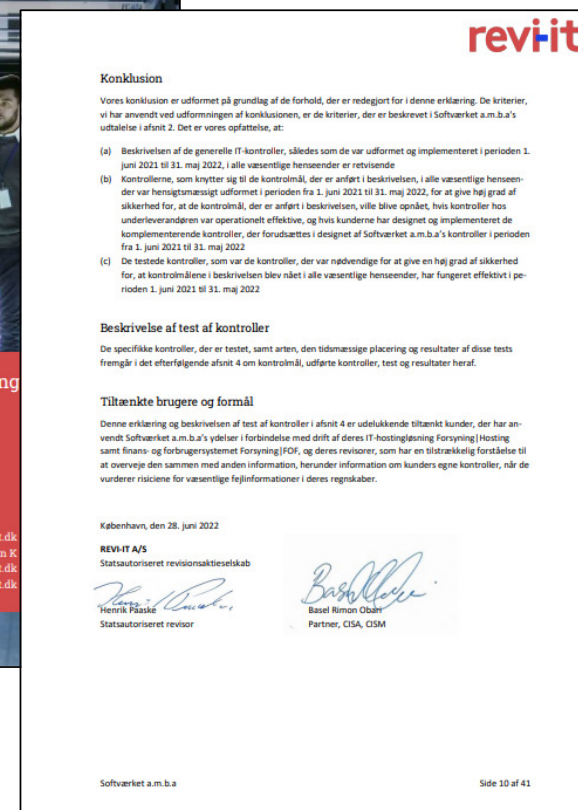 revi-it
Konklusion
Vores konklusion er udformet på grundlag af de forhold, der er redegjort for i denne erklæring. De kriterier,
vi har anvendt ved udformningen af konklusionen, er de kriterier, der er beskrevet i Softværket a.m.b.a's
udtalelse i afsnit 2. Det er vores opfattelse, at:
(a) Beskrivelsen af de generelle IT-kontroller, således som de var udformet og implementeret i perioden 1.
juni 2021 til 31. maj 2022, i alle væsentlige henseender er retvisende
(b) Kontrollerne, som knytter sig til de kontrolmål, der er anført i beskrivelsen, i alle væsentlige henseen-
der var hensigtsmæssigt udformet i perioden fra 1. juni 2021 til 31. maj 2022, for at give høj grad af
sikkerhed for, at de kontrolmål, der er anført i beskrivelsen, ville blive opnået, hvis kontroller hos
underleverandøren var operationelt effektive, og hvis kunderne har designet og implementeret de
komplementerende kontroller, der forudsættes i designet af Softværket a.m.b.a's kontroller i perioden
fra 1. juni 2021 til 31. maj 2022
(c) De testede kontroller, som var de kontroller, der var nødvendige for at give en høj grad af sikkerhed
for, at kontrolmålene i beskrivelsen blev nået i alle væsentlige henseender, har fungeret effektivt i pe-
rioden 1. juni 2021 til 31. maj 2022
Beskrivelse af test af kontroller
De specifikke kontroller, der er testet, samt arten, den tidsmæssige placering og resultater af disse tests
fremgår i det efterfølgende afsnit 4 om kontrolmål, udførte kontroller, test og resultater heraf.
Tiltænkte brugere og formål
Denne erklæring og beskrivelsen af test af kontroller i afsnit 4 er udelukkende tiltænkt kunder, der har an-
vendt Softværket a.m.b.a's ydelser i forbindelse med drift af deres IT-hostingløsning Forsyning|Hosting
samt finans- og forbrugersystemet Forsyning|FOF, og deres revisorer, som har en tilstrækkelig forståelse til
at overveje den sammen med anden information, herunder information om kunders egne kontroller, når de
vurderer risiciene for væsentlige fejlinformationer i deres regnskaber.
København, den 28. juni 2022
REVI-IT A/S
Statsautoriseret revisionsaktieselskab
Henrik Paaske
Statsautoriseret revisor
Basel Rimon Obari
Partner, CISA, CISM
Softværket a.m.b.a
Side 10 af 41
ng
t.dk
n K
t.dk
t.dk